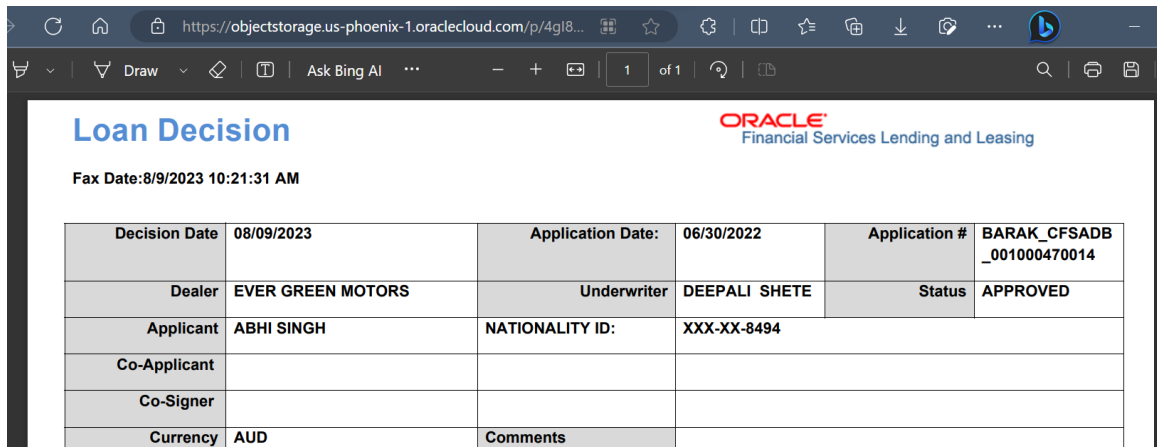 https://objectstorage.us-phoenix-1.oraclecloud.com/p/4gI8...
Draw
Ask Bing AI
1 of 1
Loan Decision
ORACLE
Financial Services Lending and Leasing
Fax Date:8/9/2023 10:21:31 AM
Decision Date 08/09/2023 Application Date: 06/30/2022 Application # BARAK_CFSADB
_001000470014
Dealer EVER GREEN MOTORS Underwriter DEEPALI SHETE Status APPROVED
Applicant ABHI SINGH NATIONALITY ID: XXX-XX-8494
Co-Applicant
Co-Signer
Currency AUD Comments